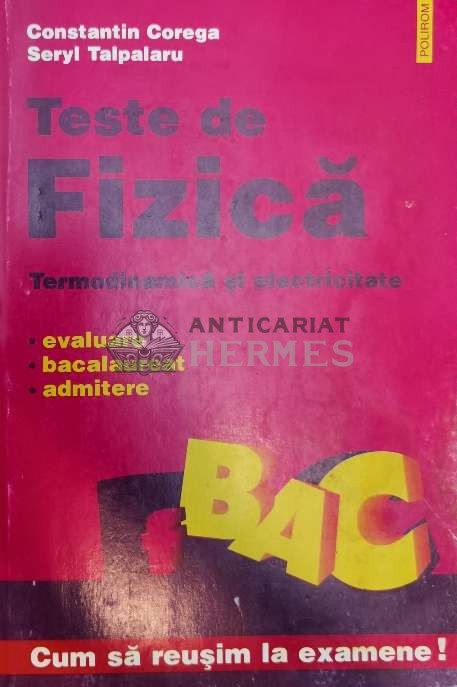 Constantin Corega
Seryl Talpalaru
POLIROM
Teste de
Fizică
Termodinamică și electricitate
• evaluare
• bacalaureat
• admitere
ANTICARIAT
HERMES
BAC
Cum să reușim la examene!